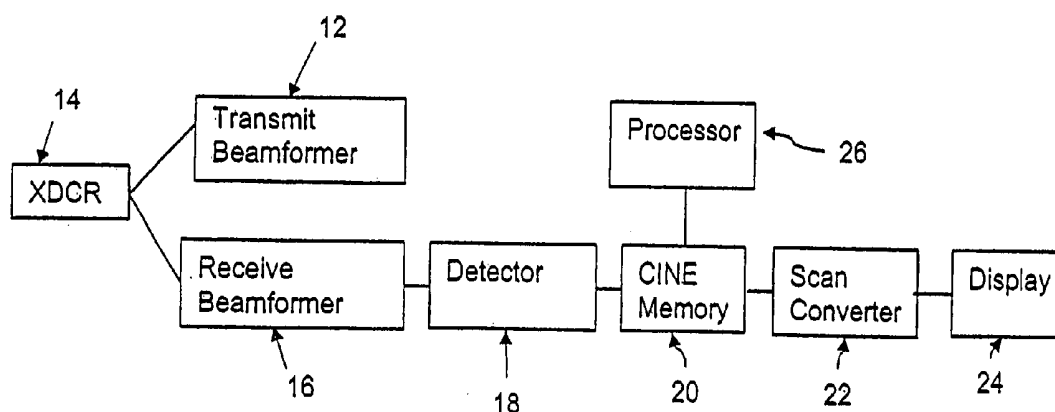 12
14
Transmit
Beamformer
Processor
26
XDCR
Receive
Beamformer
Detector
CINE
Memory
Scan
Converter
Display
16
18
20
22
24